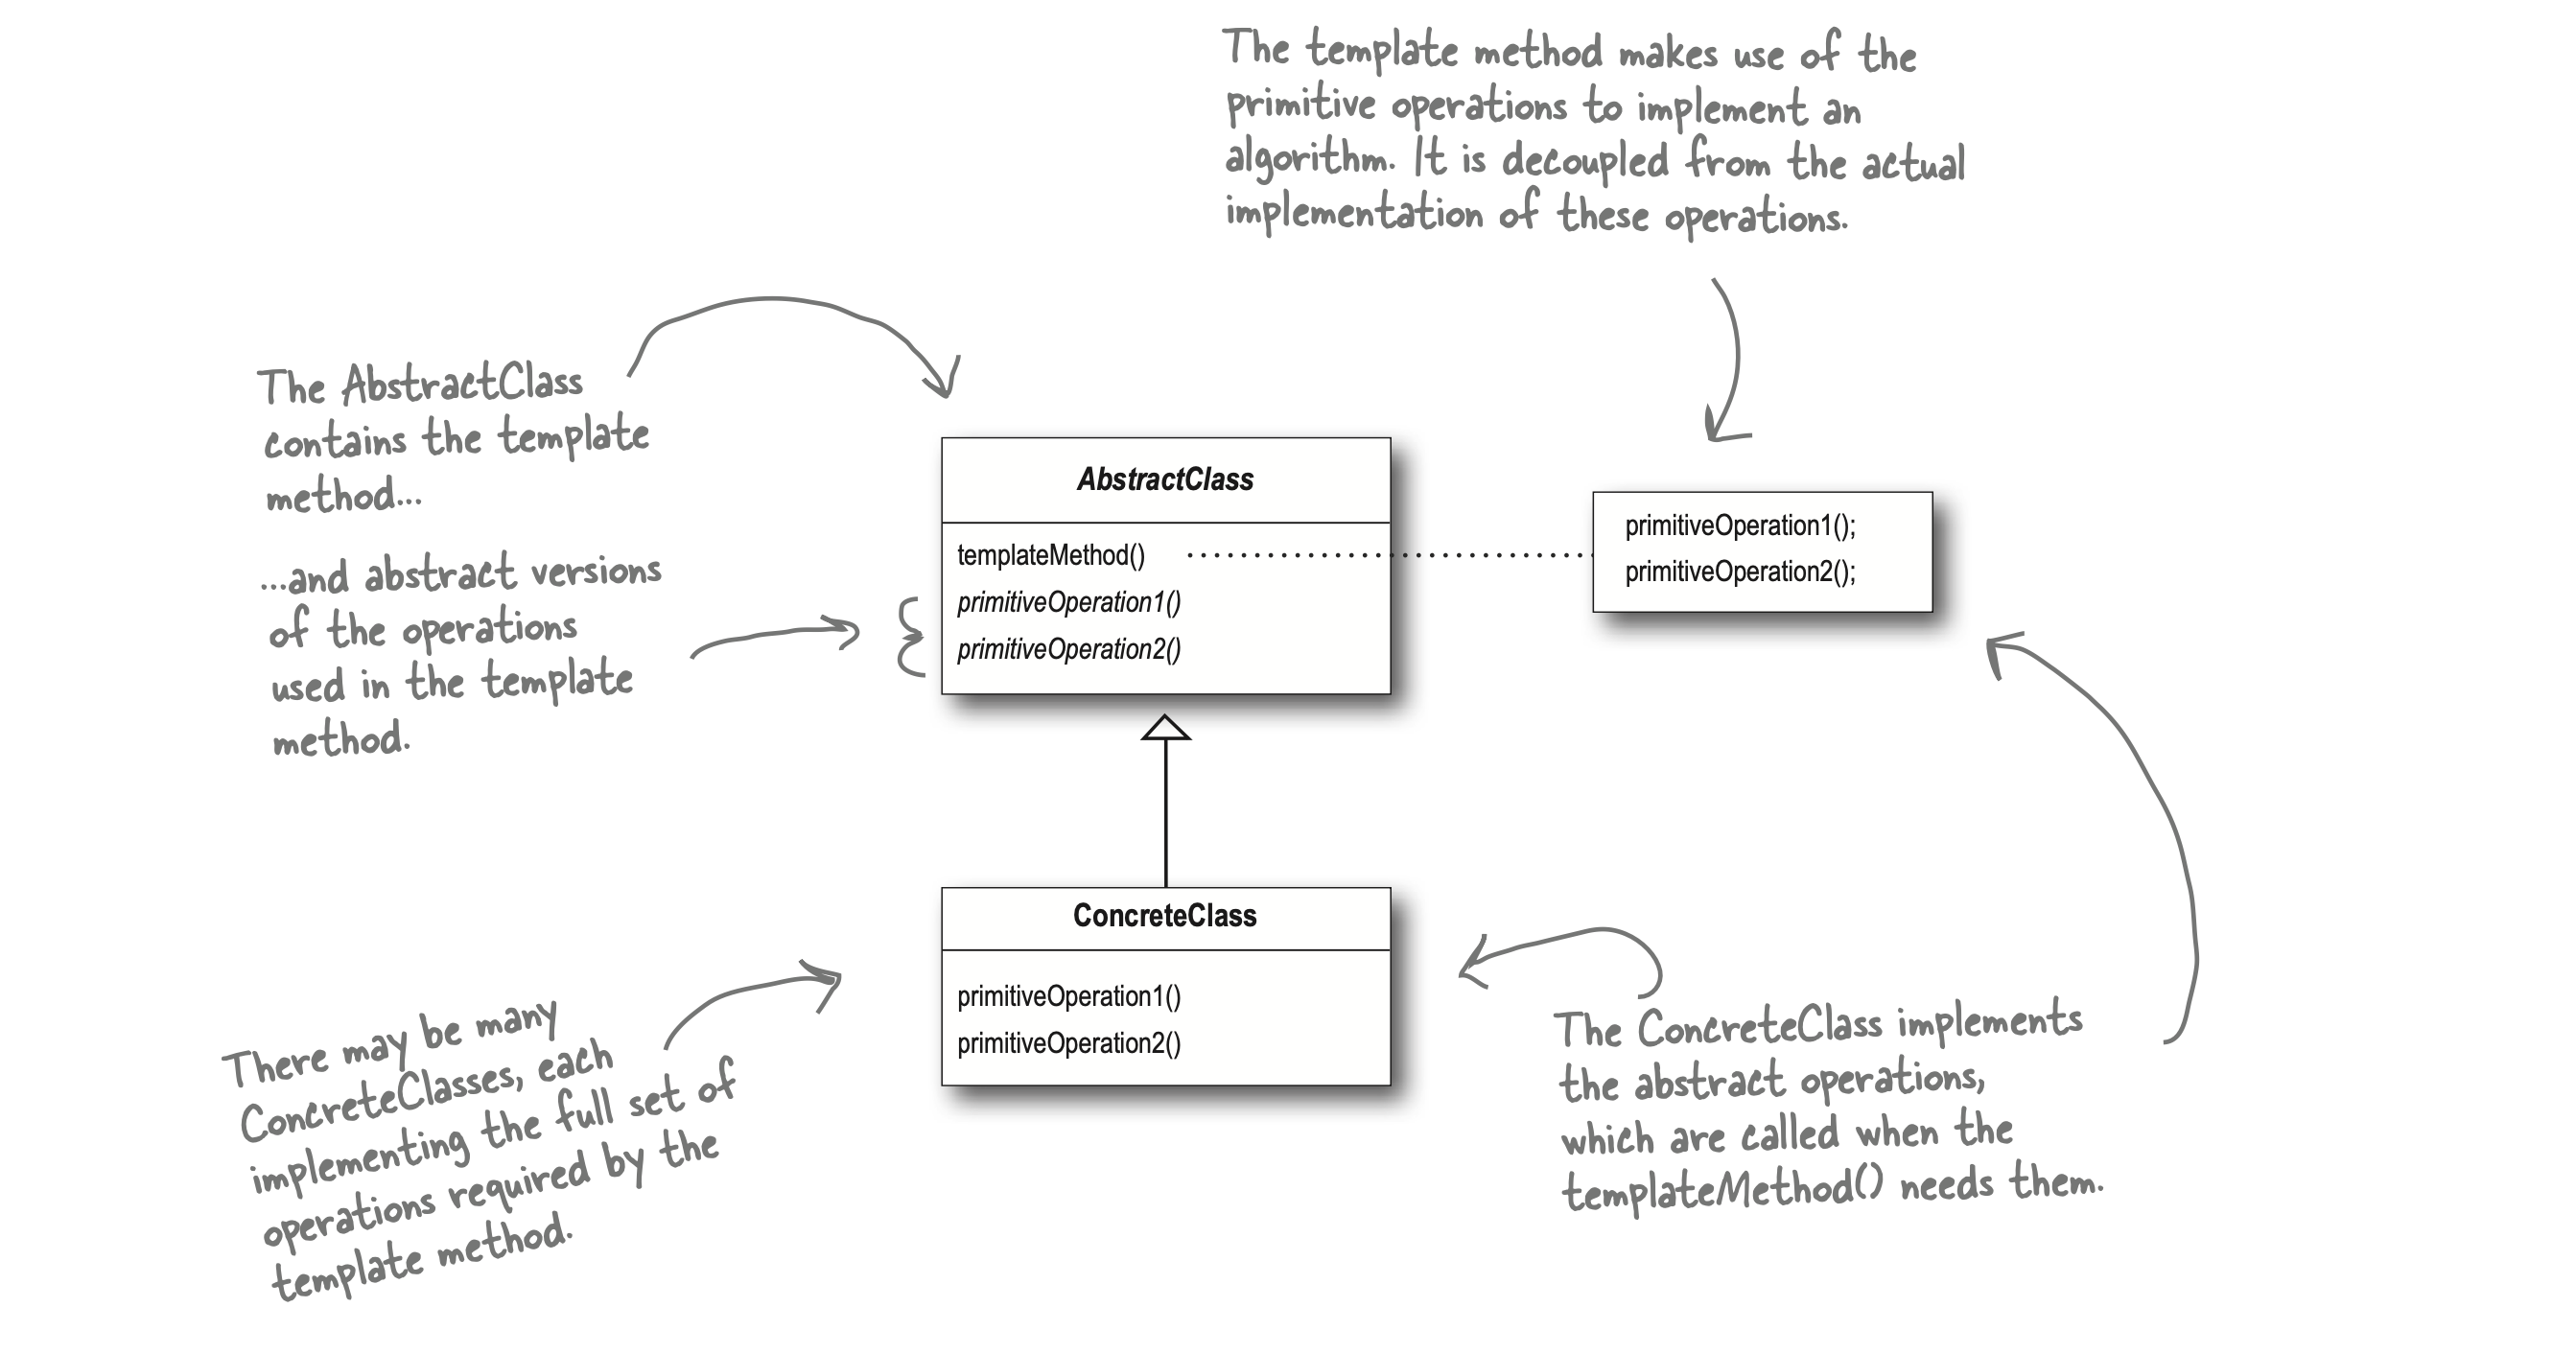 The template method makes use of the
primitive operations to implement an
algorithm. It is decoupled from the actual
implementation of these operations.
The AbstractClass
contains the template
method...
...and abstract versions
of the operations
used in the template
method.
AbstractClass
templateMethod()
primitiveOperation1()
primitiveOperation2()
primitiveOperation1();
primitiveOperation2();
ConcreteClass
primitiveOperation1()
primitiveOperation2()
There may be many
ConcreteClasses, each
implementing the full set of
operations required by the
template method.
The ConcreteClass implements
the abstract operations,
which are called when the
templateMethod() needs them.